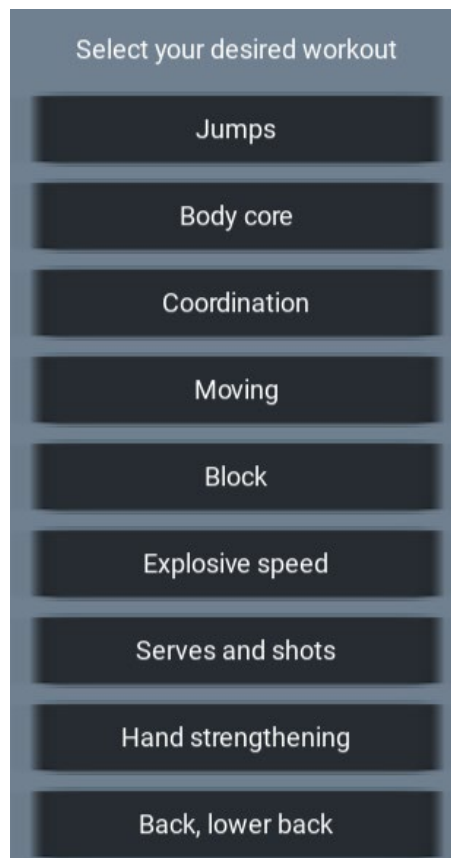 Select your desired workout
Jumps
Body core
Coordination
Moving
Block
Explosive speed
Serves and shots
Hand strengthening
Back, lower back